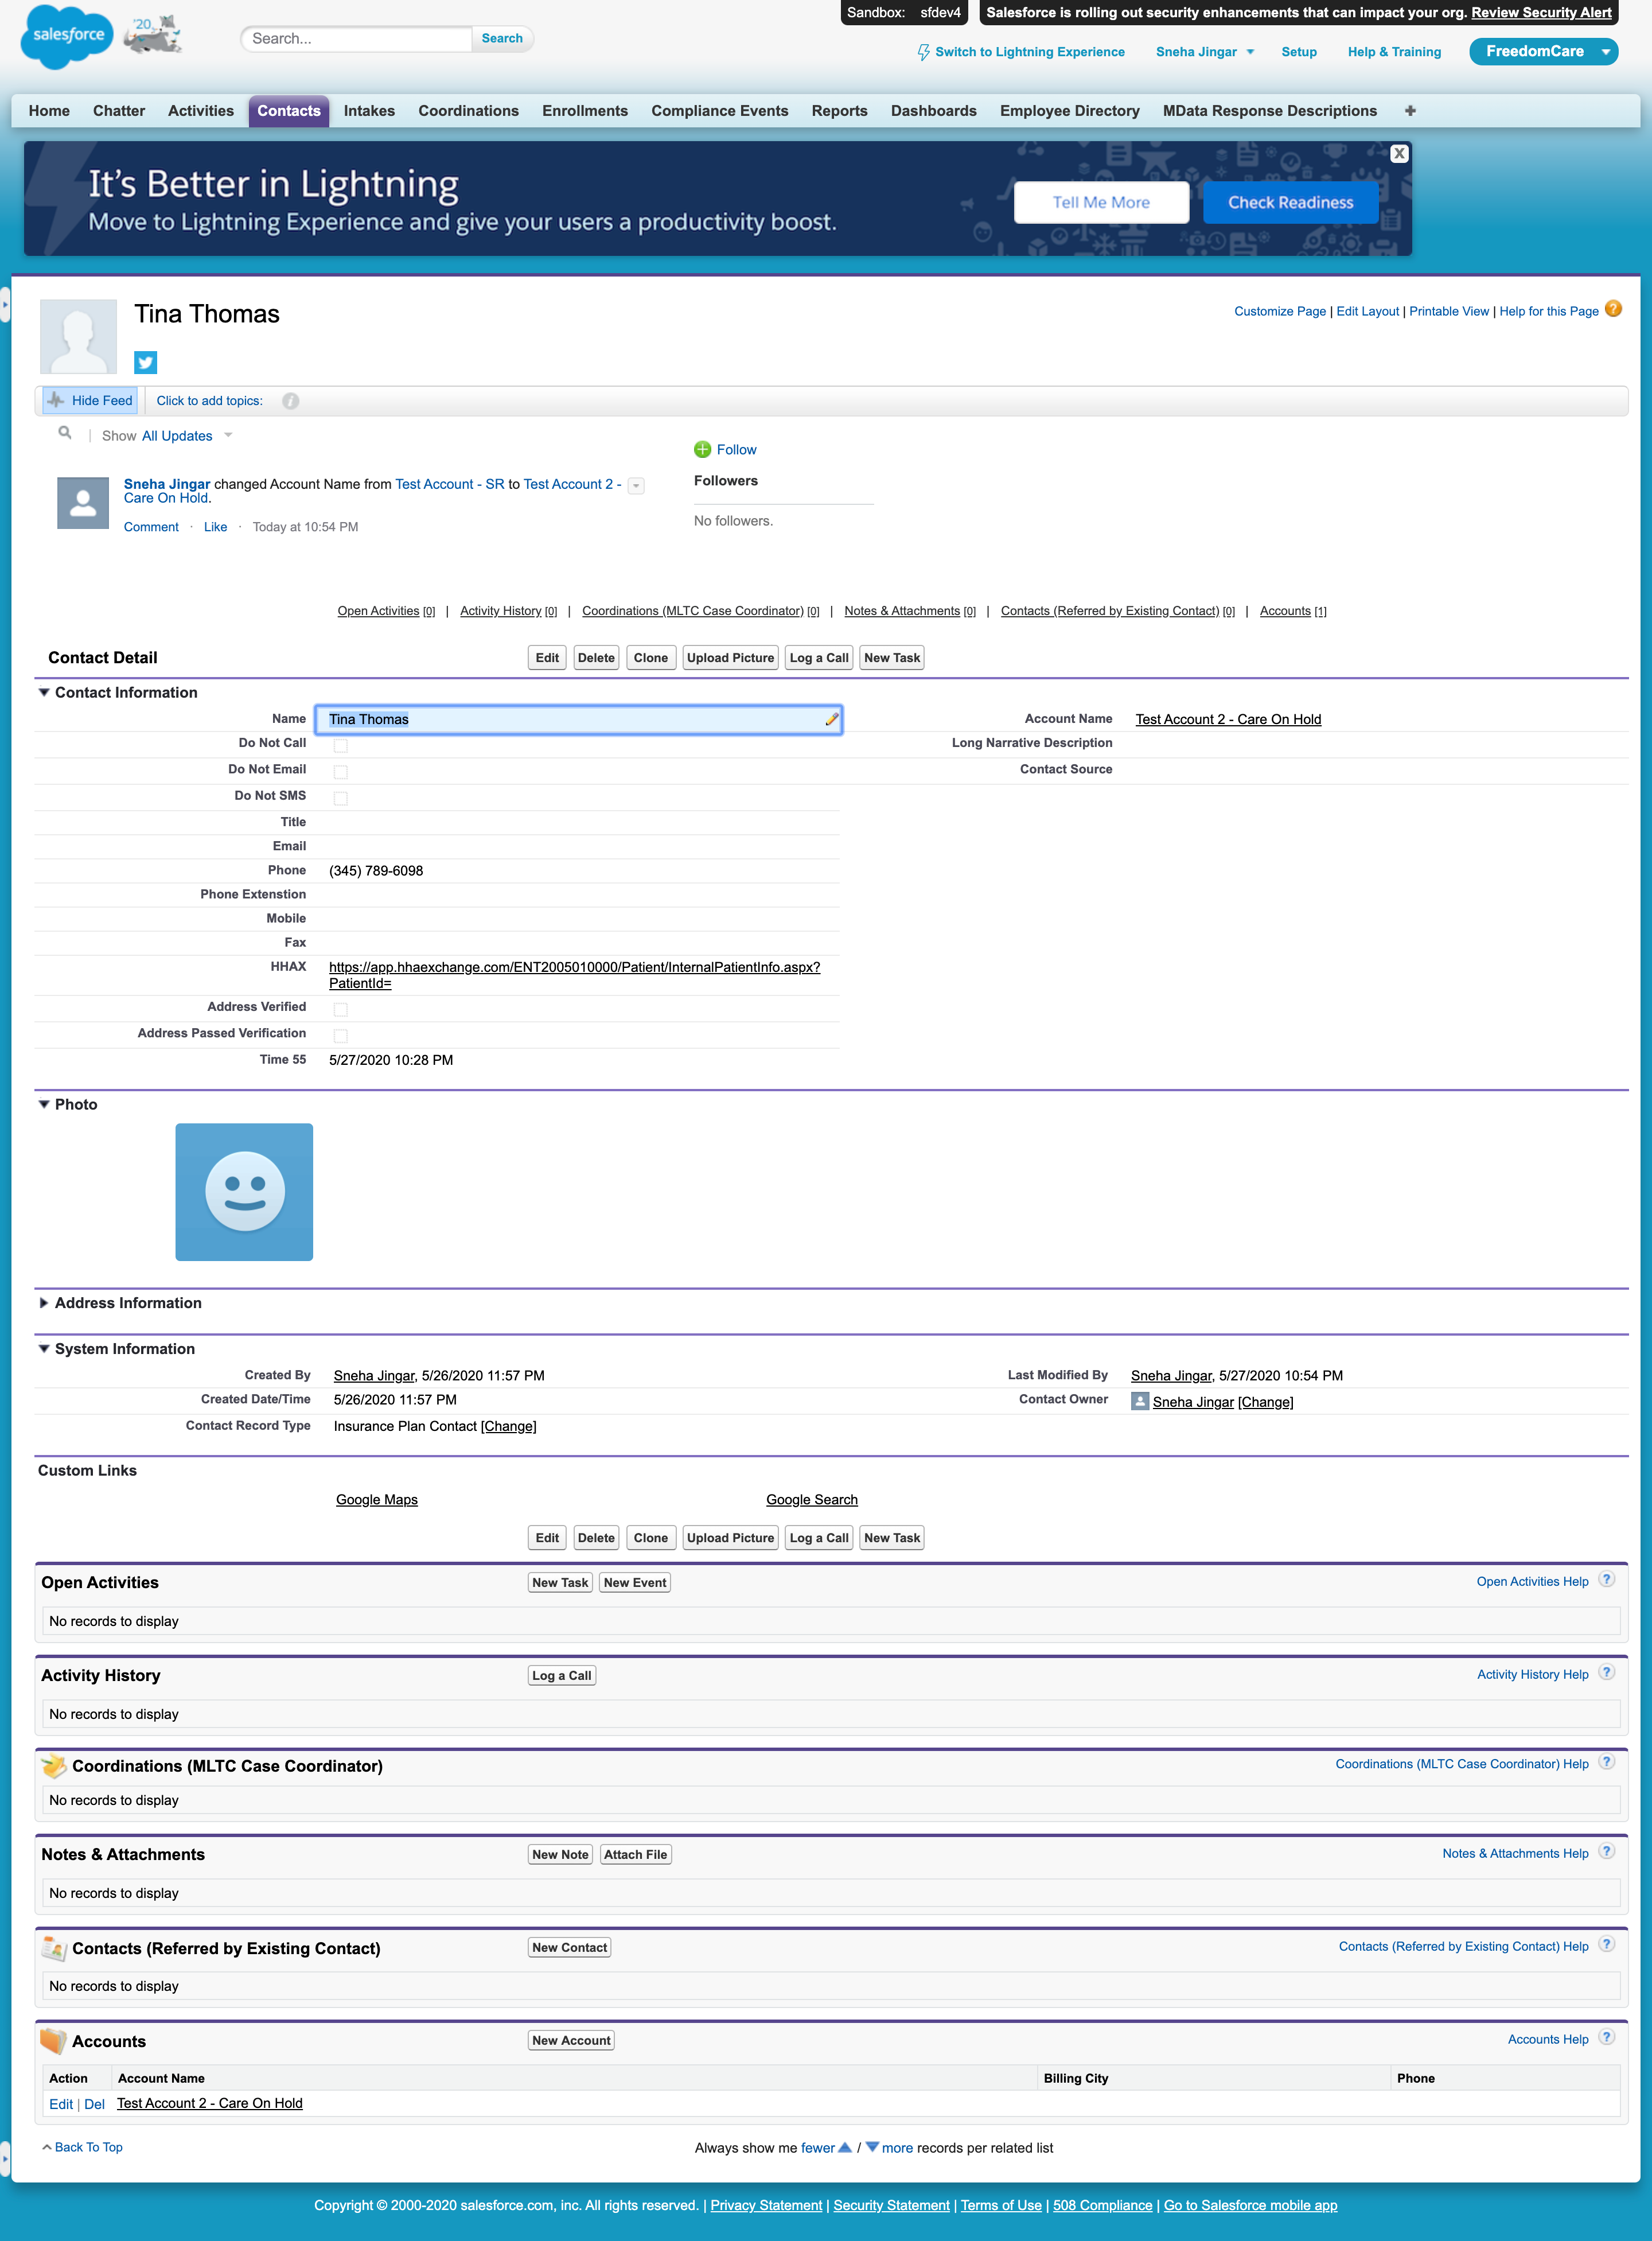 Sandbox: sfdev4
Salesforce is rolling out security enhancements that can impact your org. Review Security Alert
salesforce
'20
Search...
Search
Switch to Lightning Experience
Sneha Jingar
Setup
Help & Training
FreedomCare
Home Chatter Activities Contacts Intakes Coordinations Enrollments Compliance Events Reports Dashboards Employee Directory MData Response Descriptions +
It's Better in Lightning
Move to Lightning Experience and give your users a productivity boost.
Tell Me More
Check Readiness
X
Tina Thomas
Customize Page | Edit Layout | Printable View | Help for this Page ?
Hide Feed
Click to add topics:
i
| Show All Updates
Follow
Sneha Jingar changed Account Name from Test Account - SR to Test Account 2 -
Care On Hold.
Comment · Like · Today at 10:54 PM
Followers
No followers.
Open Activities [0] | Activity History [0] | Coordinations (MLTC Case Coordinator) [0] | Notes & Attachments [0] | Contacts (Referred by Existing Contact) [0] | Accounts [1]
Contact Detail
Edit Delete Clone Upload Picture Log a Call New Task
Contact Information
Name Tina Thomas
Account Name Test Account 2 - Care On Hold
Do Not Call
Long Narrative Description
Do Not Email
Contact Source
Do Not SMS
Title
Email
Phone (345) 789-6098
Phone Extenstion
Mobile
Fax
HHAX https://app.hhaexchange.com/ENT2005010000/Patient/InternalPatientInfo.aspx?
PatientId=
Address Verified
Address Passed Verification
Time 55 5/27/2020 10:28 PM
Photo
Address Information
System Information
Created By Sneha Jingar, 5/26/2020 11:57 PM
Last Modified By Sneha Jingar, 5/27/2020 10:54 PM
Created Date/Time 5/26/2020 11:57 PM
Contact Owner Sneha Jingar [Change]
Contact Record Type Insurance Plan Contact [Change]
Custom Links
Google Maps
Google Search
Edit Delete Clone Upload Picture Log a Call New Task
Open Activities
New Task New Event
Open Activities Help ?
No records to display
Activity History
Log a Call
Activity History Help ?
No records to display
Coordinations (MLTC Case Coordinator)
Coordinations (MLTC Case Coordinator) Help ?
No records to display
Notes & Attachments
New Note Attach File
Notes & Attachments Help ?
No records to display
Contacts (Referred by Existing Contact)
New Contact
Contacts (Referred by Existing Contact) Help ?
No records to display
Accounts
New Account
Accounts Help ?
Action Account Name Billing City Phone
Edit | Del Test Account 2 - Care On Hold
Back To Top
Always show me fewer / more records per related list
Copyright © 2000-2020 salesforce.com, inc. All rights reserved. | Privacy Statement | Security Statement | Terms of Use | 508 Compliance | Go to Salesforce mobile app